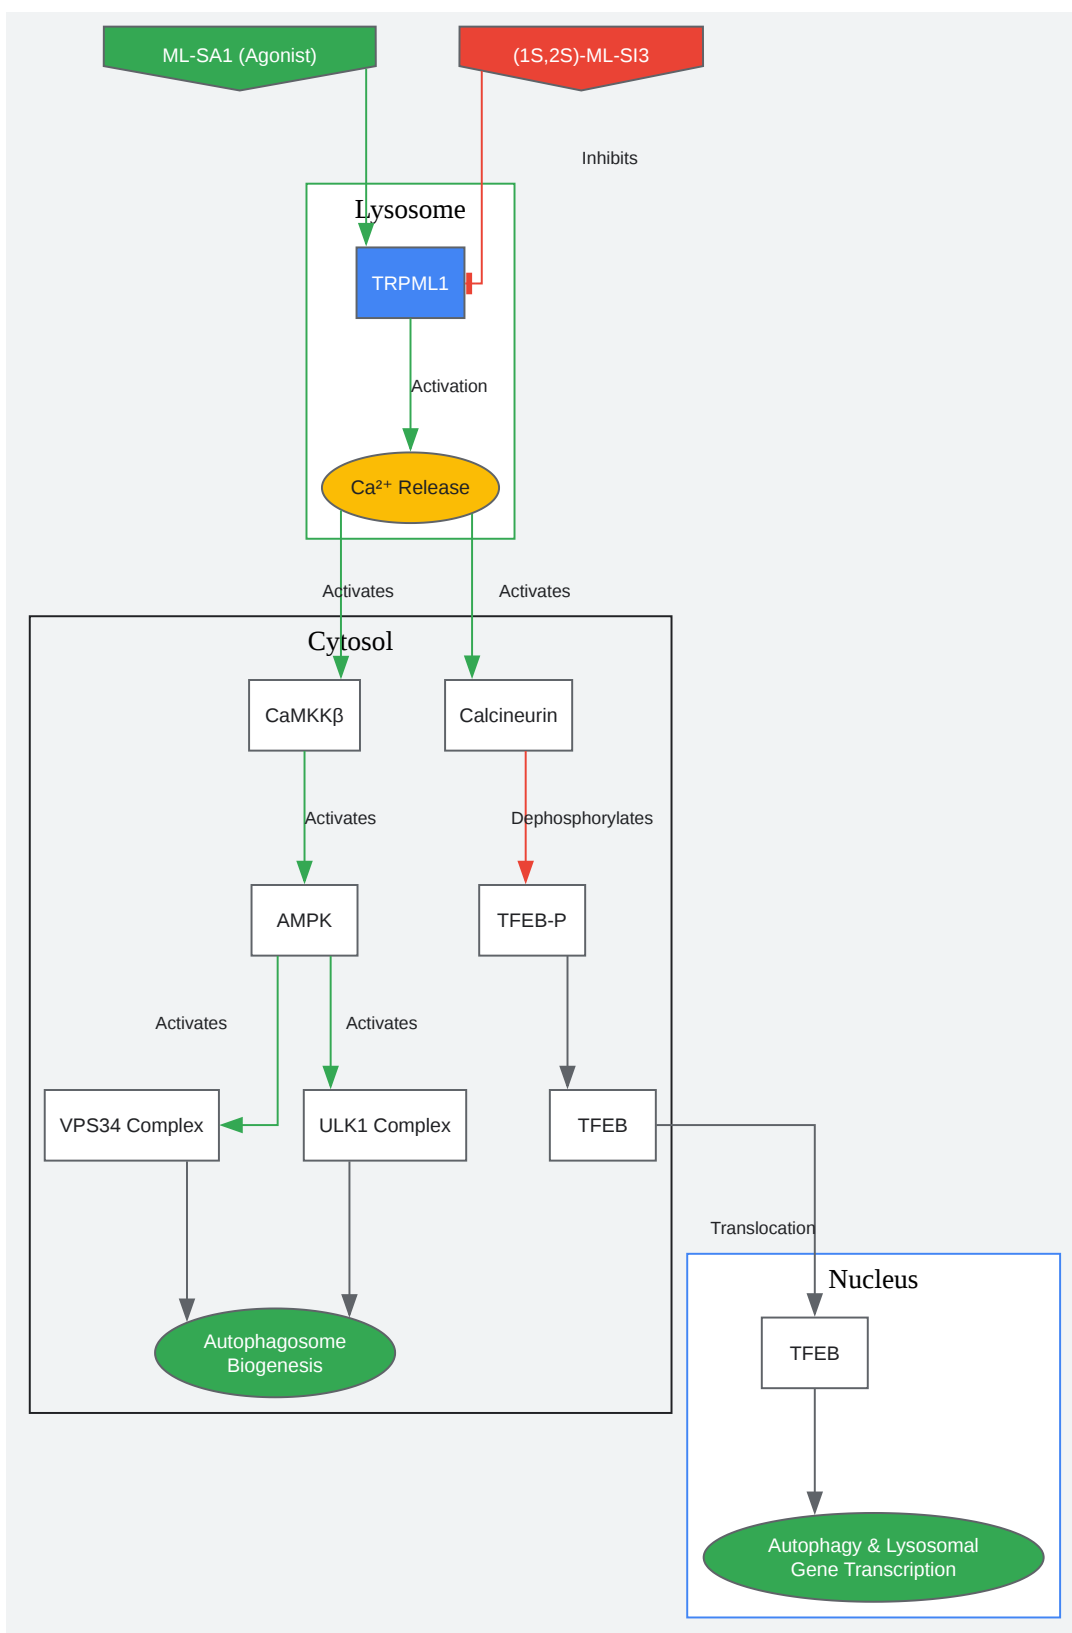 ML-SA1 (Agonist)
(1S,2S)-ML-SI3
Inhibits
Lysosome
TRPML1
Activation
Ca²⁺ Release
Activates
Activates
Cytosol
CaMKKβ
Calcineurin
Activates
Dephosphorylates
AMPK
TFEB-P
Activates
Activates
VPS34 Complex
ULK1 Complex
TFEB
Translocation
Nucleus
Autophagosome
Biogenesis
TFEB
Autophagy & Lysosomal
Gene Transcription